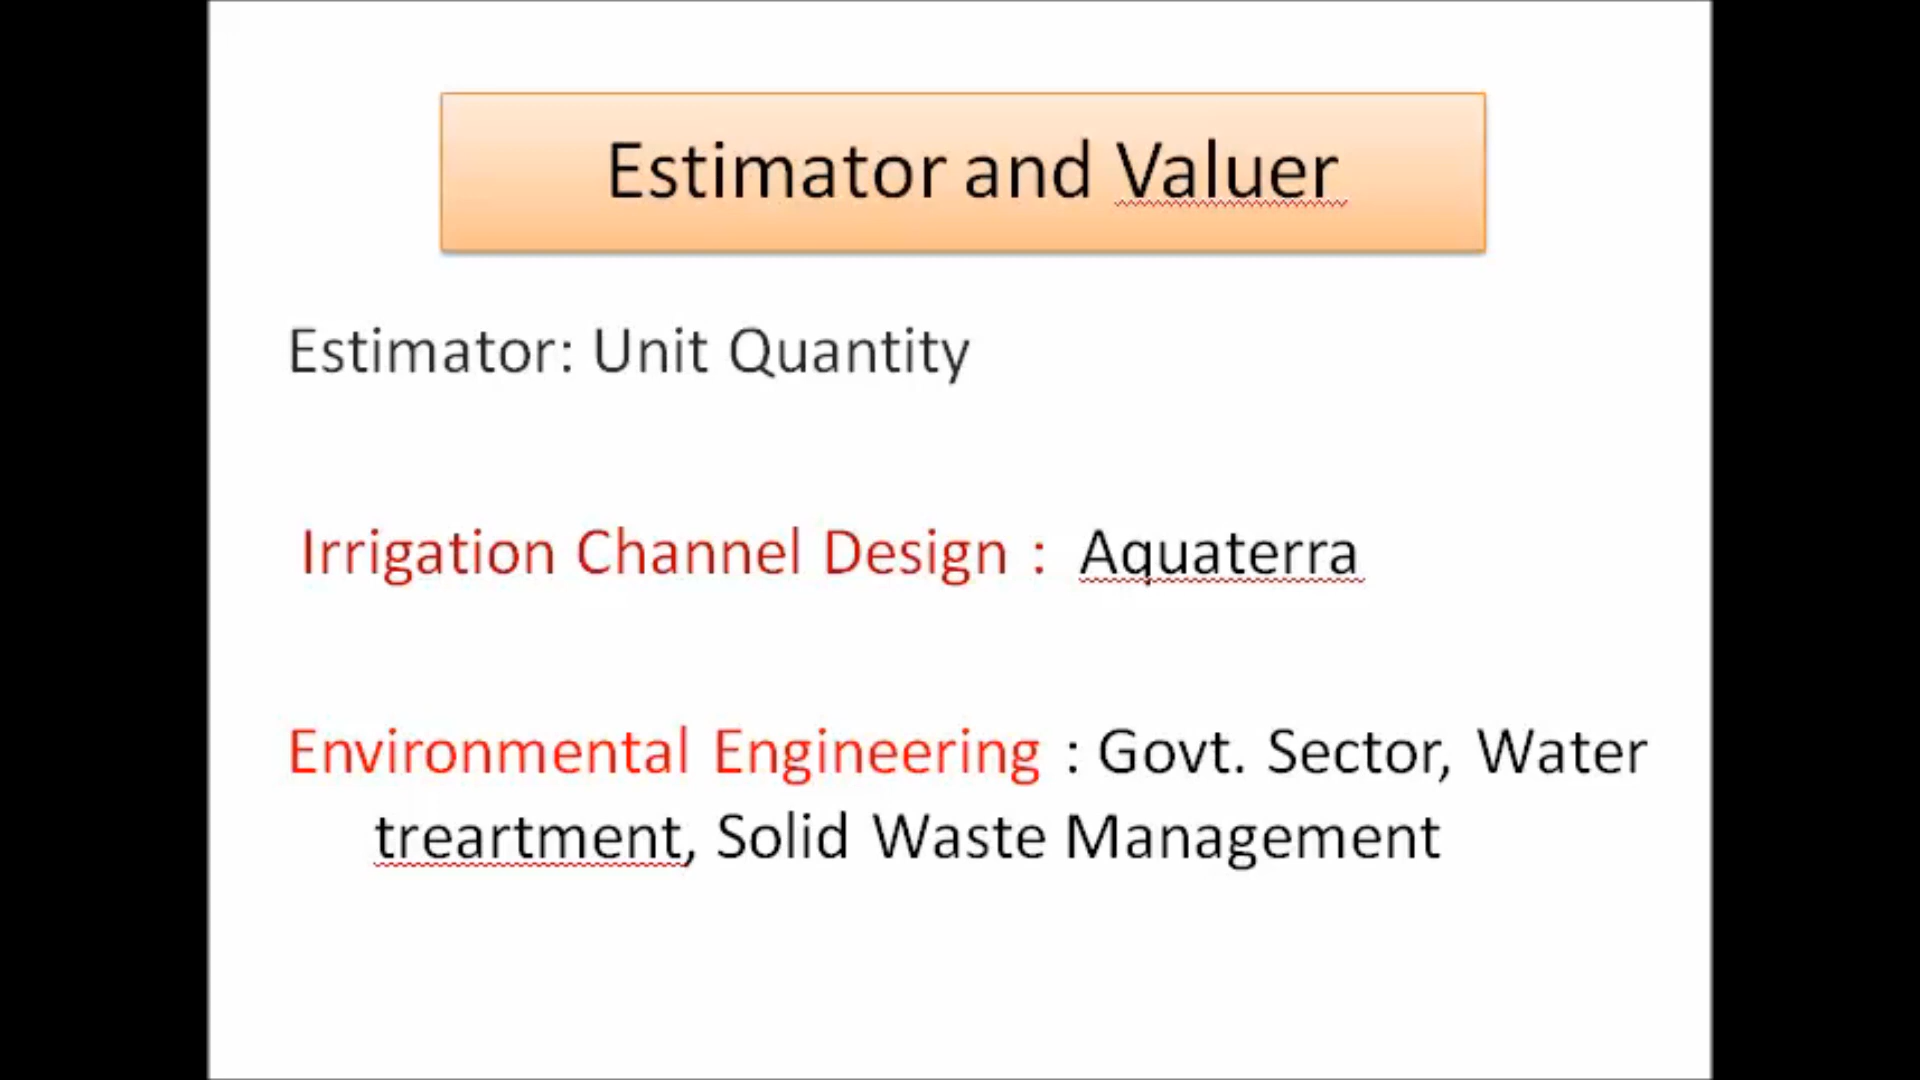 Estimator and Valuer
Estimator: Unit Quantity
Irrigation Channel Design : Aquaterra
Environmental Engineering : Govt. Sector, Water
treartment, Solid Waste Management